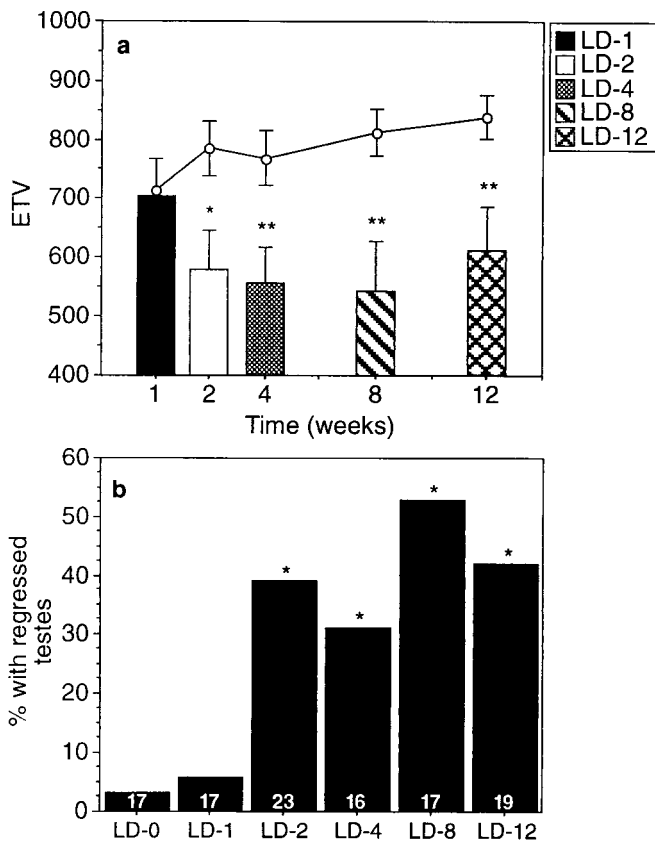 1000
900
800
700
600
500
400
ETV
a
*
**
**
**
1
2
4
8
12
Time (weeks)
LD-1
LD-2
LD-4
LD-8
LD-12
60
50
40
30
20
10
0
% with regressed
testes
b
*
*
*
*
17
17
23
16
17
19
LD-0
LD-1
LD-2
LD-4
LD-8
LD-12